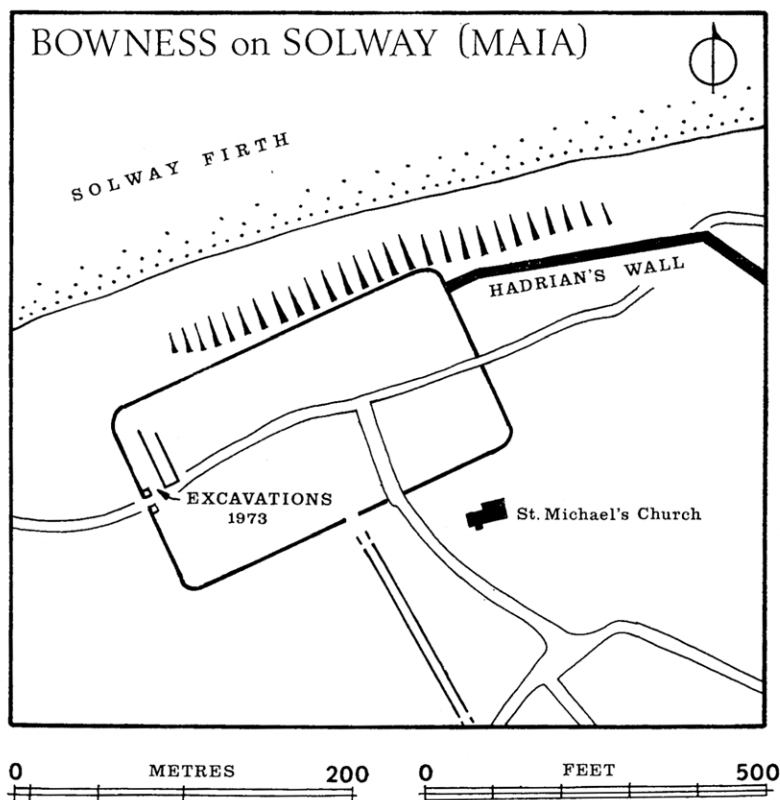 BOWNESS on SOLWAY (MAIA)
SOLWAY FIRTH
HADRIAN'S WALL
EXCAVATIONS
1973
St. Michael's Church
0 METRES 200
0 FEET 500